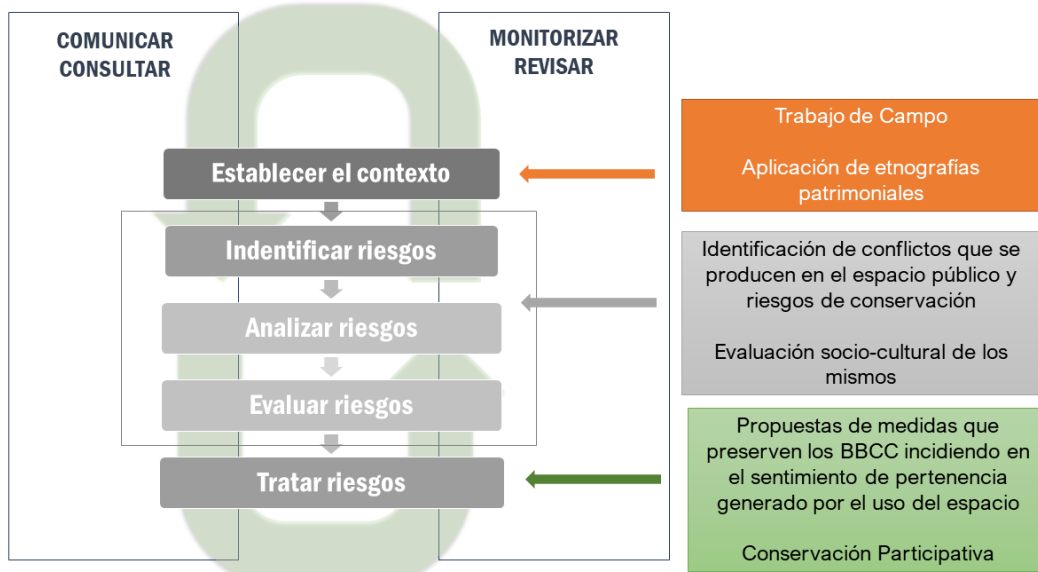 COMUNICAR
CONSULTAR
MONITORIZAR
REVISAR
Establecer el contexto
Indentificar riesgos
Analizar riesgos
Evaluar riesgos
Tratar riesgos
Trabajo de Campo
Aplicación de etnografías
patrimoniales
Identificación de conflictos que se
producen en el espacio público y
riesgos de conservación
Evaluación socio-cultural de los
mismos
Propuestas de medidas que
preserven los BBCC incidiendo en
el sentimiento de pertenencia
generado por el uso del espacio
Conservación Participativa